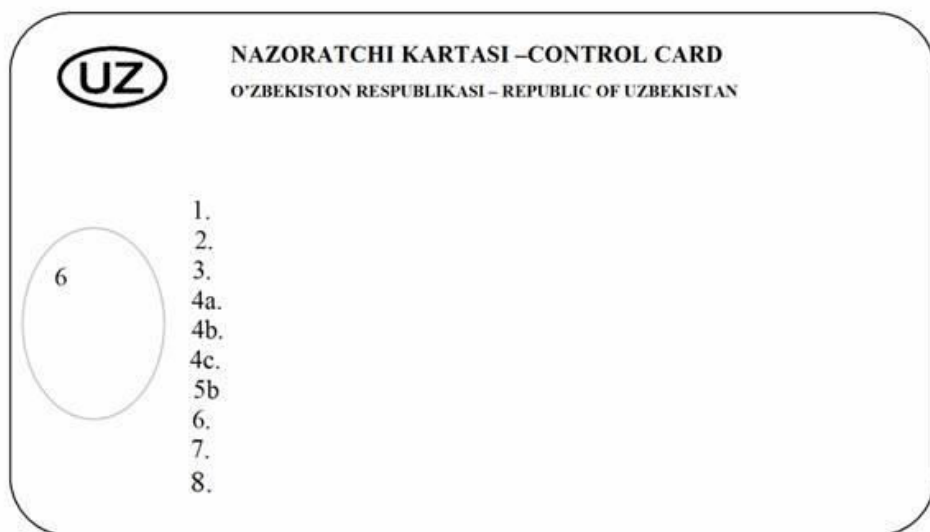 UZ
NAZORATCHI KARTASI –CONTROL CARD
O’ZBEKISTON RESPUBLIKASI – REPUBLIC OF UZBEKISTAN
1.
2.
3.
4a.
4b.
4c.
5b
6.
7.
8.
6